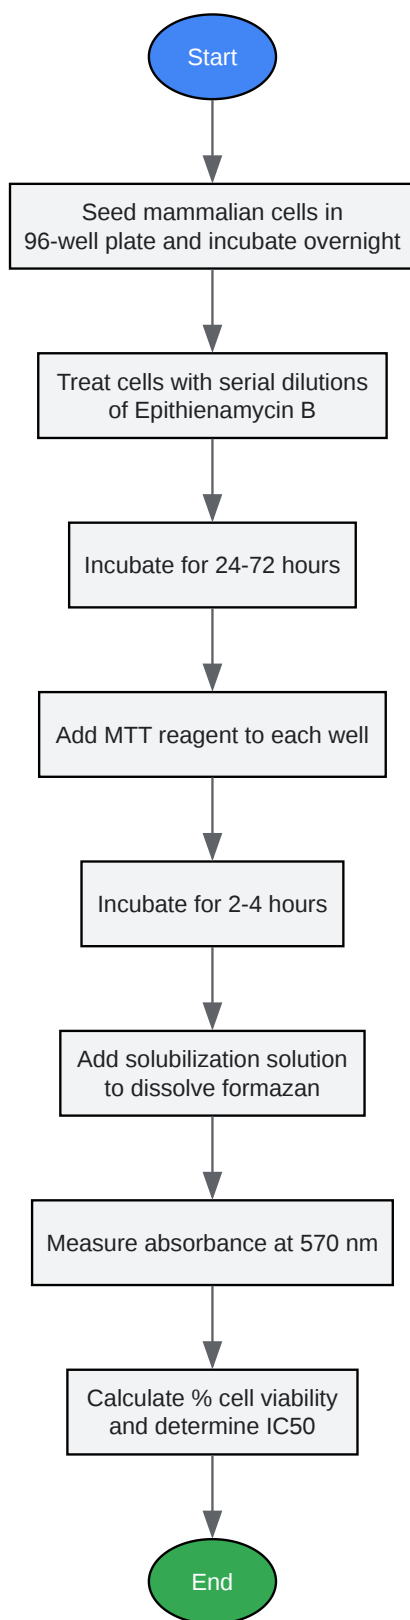 Start
Seed mammalian cells in
96-well plate and incubate overnight
Treat cells with serial dilutions
of Epithienamycin B
Incubate for 24-72 hours
Add MTT reagent to each well
Incubate for 2-4 hours
Add solubilization solution
to dissolve formazan
Measure absorbance at 570 nm
Calculate % cell viability
and determine IC50
End